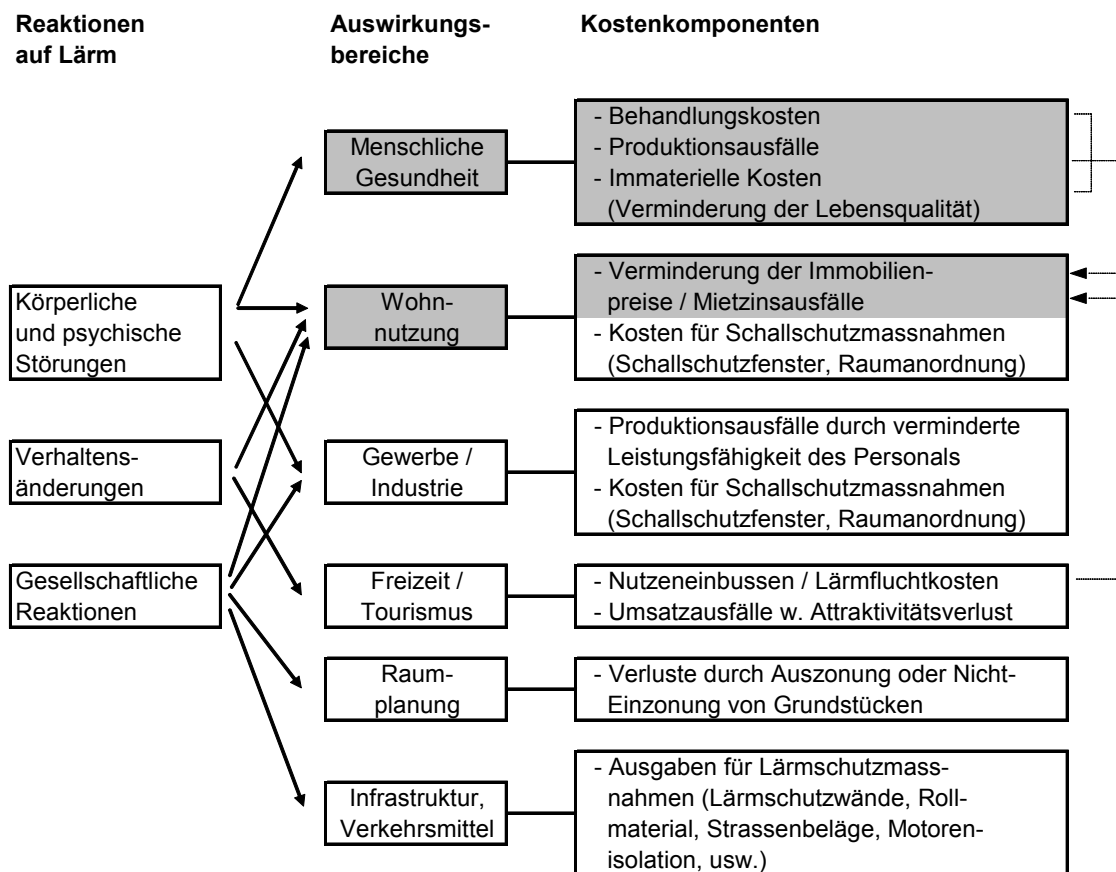 Reaktionen
auf Lärm
Auswirkungs-
bereiche
Kostenkomponenten
Körperliche
und psychische
Störungen
Verhaltens-
änderungen
Gesellschaftliche
Reaktionen
Menschliche
Gesundheit
- Behandlungskosten
- Produktionsausfälle
- Immaterielle Kosten
(Verminderung der Lebensqualität)
Wohn-
nutzung
- Verminderung der Immobilien-
preise / Mietzinsausfälle
- Kosten für Schallschutzmassnahmen
(Schallschutzfenster, Raumanordnung)
Gewerbe /
Industrie
- Produktionsausfälle durch verminderte
Leistungsfähigkeit des Personals
- Kosten für Schallschutzmassnahmen
(Schallschutzfenster, Raumanordnung)
Freizeit /
Tourismus
- Nutzeneinbussen / Lärmfluchtkosten
- Umsatzausfälle w. Attraktivitätsverlust
Raum-
planung
- Verluste durch Auszonung oder Nicht-
Einzonung von Grundstücken
Infrastruktur,
Verkehrsmittel
- Ausgaben für Lärmschutzmass-
nahmen (Lärmschutzwände, Roll-
material, Strassenbeläge, Motoren-
isolation, usw.)